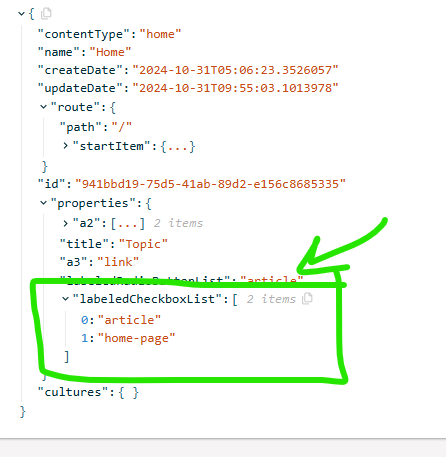 {
"contentType":"home"
"name":"Home"
"createDate":"2024-10-31T05:06:23.3526057"
"updateDate":"2024-10-31T09:55:03.1013978"
"route":{
"path":"/"
"startItem":{...}
}
"id":"941bbd19-75d5-41ab-89d2-e156c8685335"
"properties":{
"a2":[...] 2 items
"title":"Topic"
"a3":"link"
"labeledRadioButtonList":"article"
"labeledCheckboxList":[ 2 items
0:"article"
1:"home-page"
]
}
"cultures":{ }
}